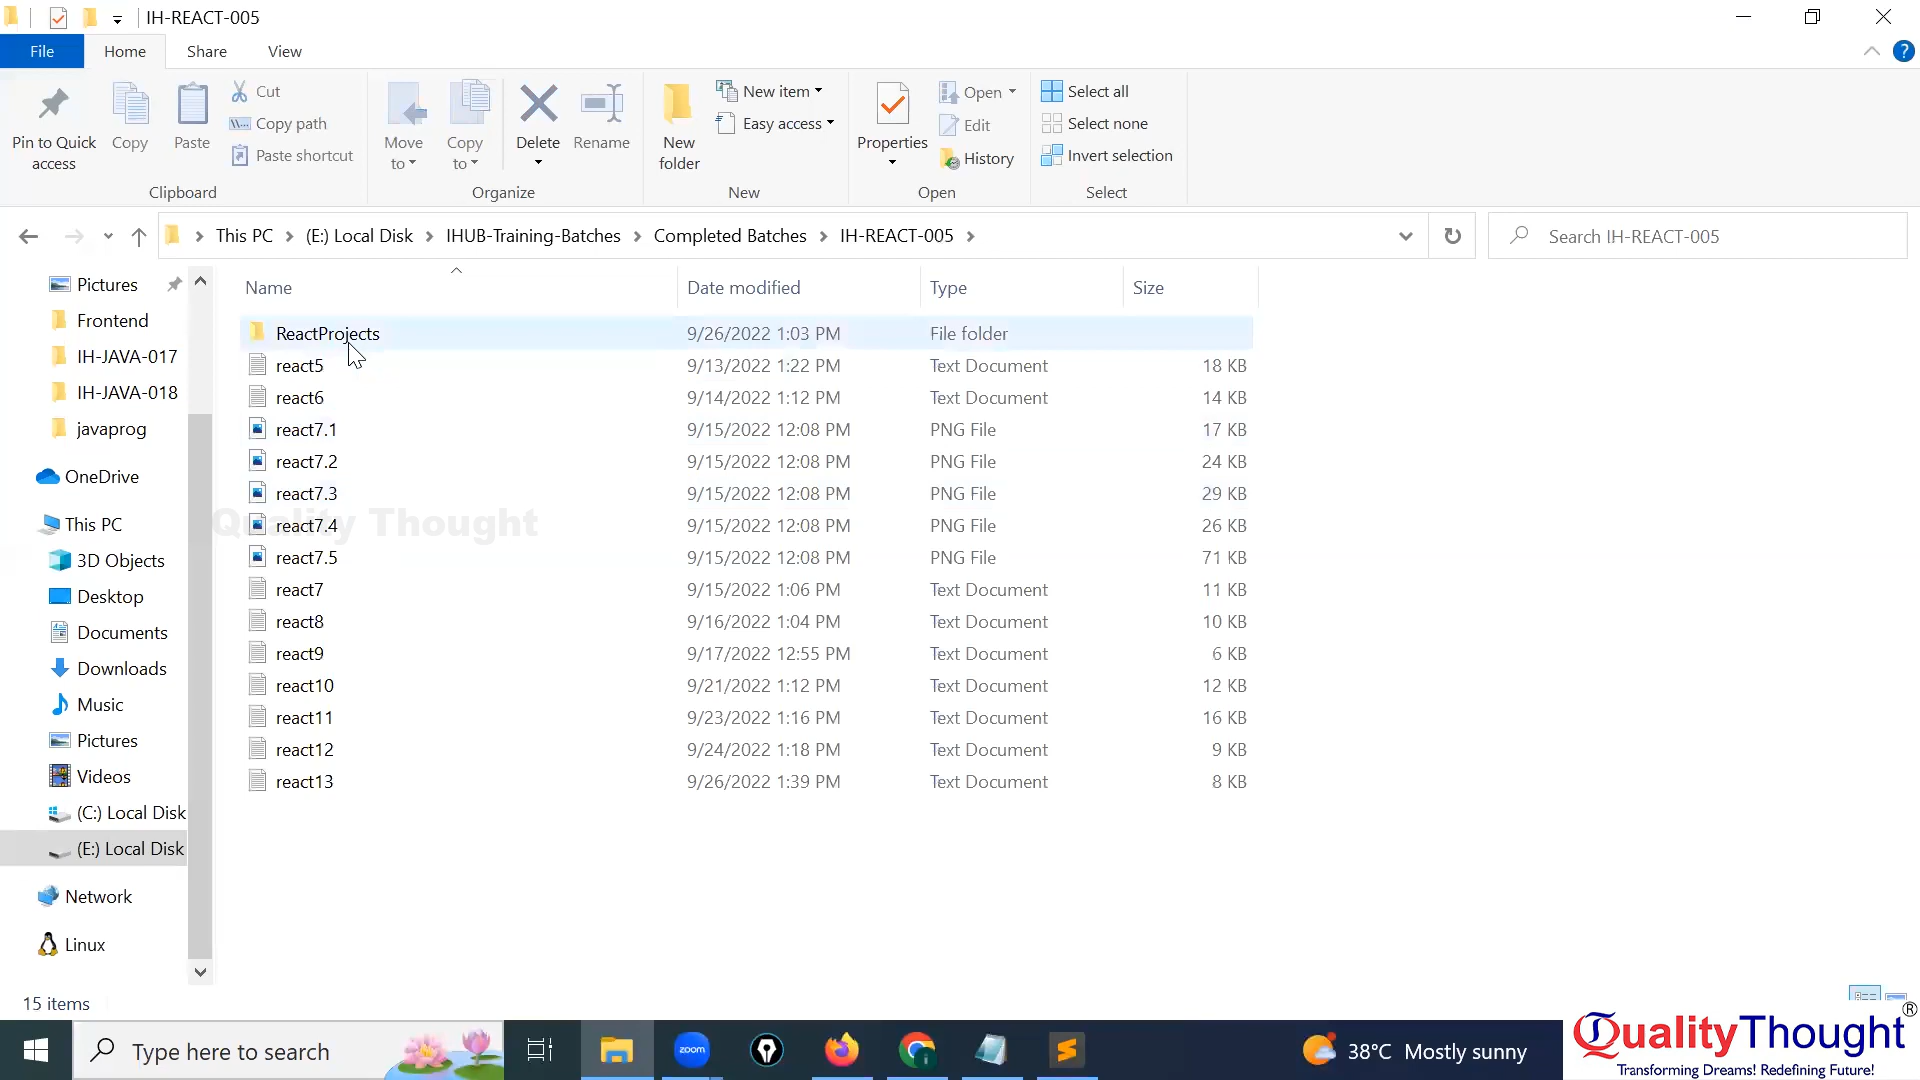 IH-REACT-005
File Home Share View
Pin to Quick access
Copy
Paste
Cut
Copy path
Paste shortcut
Clipboard
Move to
Copy to
Delete
Rename
Organize
New folder
New item
Easy access
New
Properties
Open
Edit
History
Open
Select all
Select none
Invert selection
Select
This PC (E:) Local Disk IHUB-Training-Batches Completed Batches IH-REACT-005
Search IH-REACT-005
Pictures
Frontend
IH-JAVA-017
IH-JAVA-018
javaprog
OneDrive
This PC
3D Objects
Desktop
Documents
Downloads
Music
Pictures
Videos
(C:) Local Disk
(E:) Local Disk
Network
Linux
Name Date modified Type Size
ReactProjects 9/26/2022 1:03 PM File folder
react5 9/13/2022 1:22 PM Text Document 18 KB
react6 9/14/2022 1:12 PM Text Document 14 KB
react7.1 9/15/2022 12:08 PM PNG File 17 KB
react7.2 9/15/2022 12:08 PM PNG File 24 KB
react7.3 9/15/2022 12:08 PM PNG File 29 KB
react7.4 9/15/2022 12:08 PM PNG File 26 KB
Quality Thought
react7.5 9/15/2022 12:08 PM PNG File 71 KB
react7 9/15/2022 1:06 PM Text Document 11 KB
react8 9/16/2022 1:04 PM Text Document 10 KB
react9 9/17/2022 12:55 PM Text Document 6 KB
react10 9/21/2022 1:12 PM Text Document 12 KB
react11 9/23/2022 1:16 PM Text Document 16 KB
react12 9/24/2022 1:18 PM Text Document 9 KB
react13 9/26/2022 1:39 PM Text Document 8 KB
15 items
Type here to search
zoom
38°C Mostly sunny
QualityThought®
Transforming Dreams! Redefining Future!